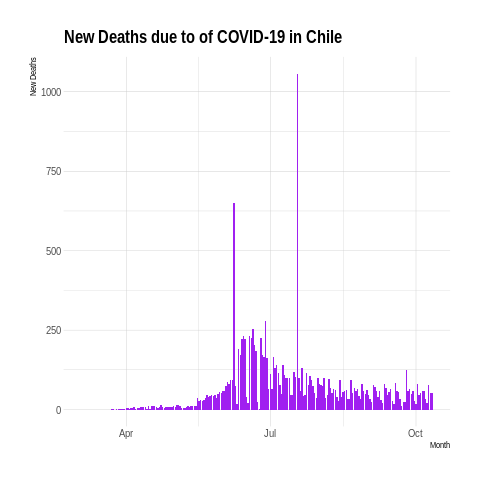 New Deaths due to of COVID-19 in Chile
New Deaths
1000
750
500
250
0
Apr
Jul
Oct
Month